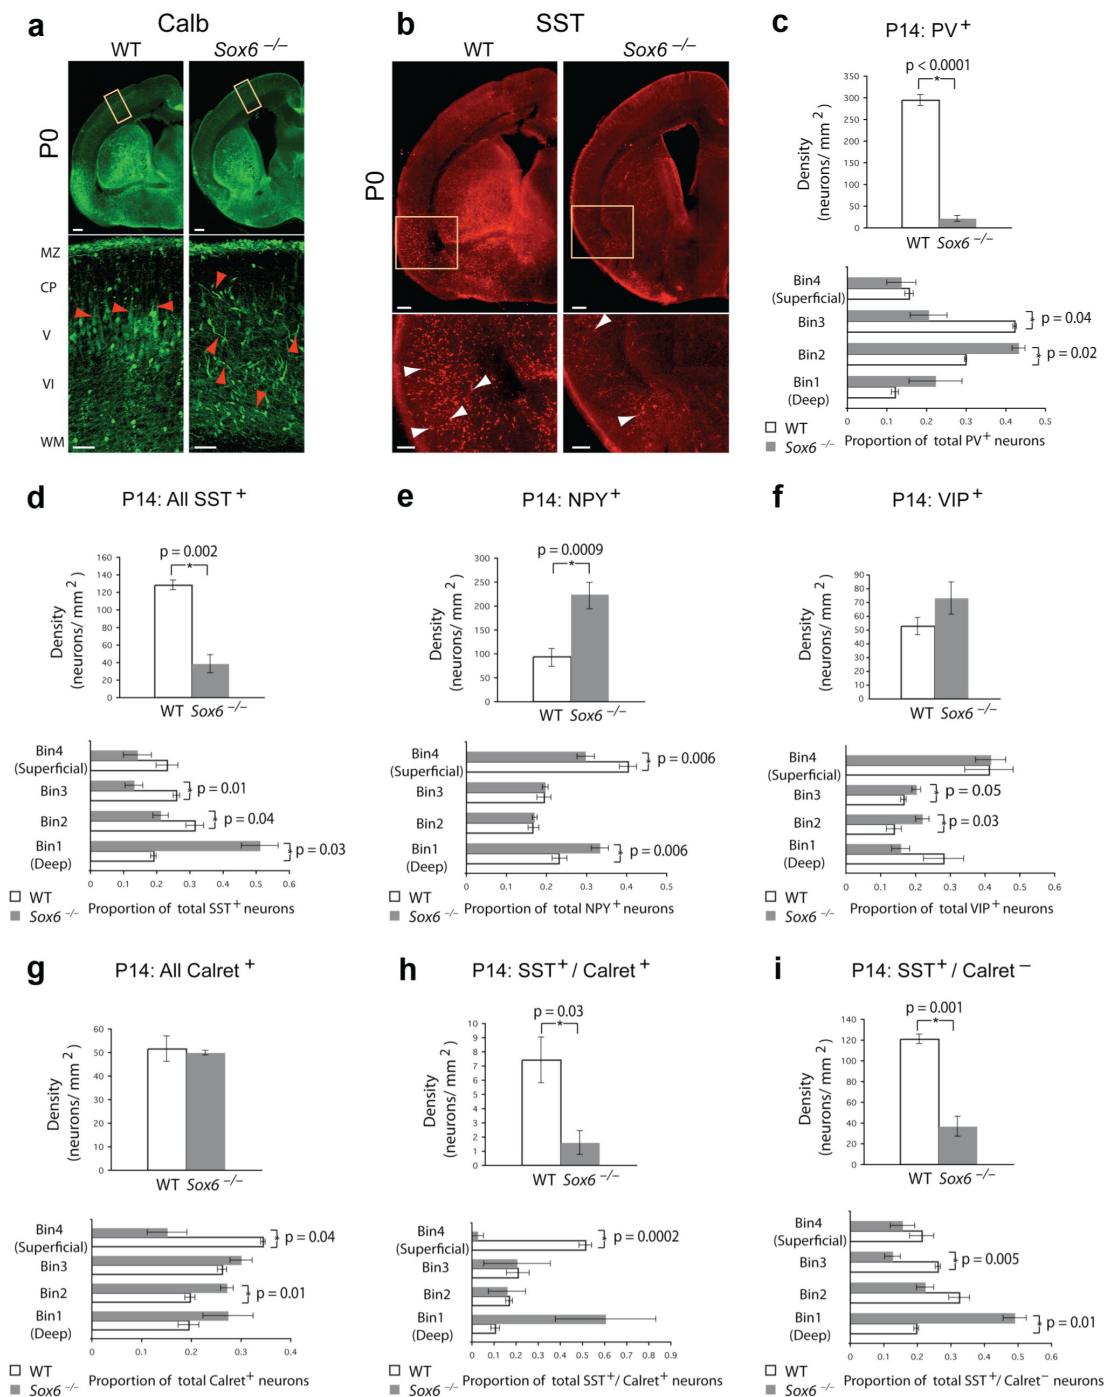 a Calb
WT Sox6 −/−
P0
MZ
CP
V
VI
WM
b SST
WT Sox6 −/−
P0
c P14: PV+
p < 0.0001
*
Density
(neurons/ mm 2 )
350
300
250
200
150
100
50
0
WT Sox6 −/−
Bin4
(Superficial)
Bin3
* p = 0.04
Bin2
* p = 0.02
Bin1
(Deep)
0 0.1 0.2 0.3 0.4 0.5
WT
Sox6 −/−
Proportion of total PV+ neurons
d P14: All SST +
p = 0.002
*
Density
(neurons/ mm 2 )
160
140
120
100
80
60
40
20
0
WT Sox6 −/−
Bin4
(Superficial)
Bin3
* p = 0.01
Bin2
* p = 0.04
Bin1
(Deep)
* p = 0.03
0 0.1 0.2 0.3 0.4 0.5 0.6
WT
Sox6 −/−
Proportion of total SST+ neurons
e P14: NPY+
p = 0.0009
*
Density
(neurons/ mm 2 )
300
250
200
150
100
50
0
WT Sox6 −/−
Bin4
(Superficial)
* p = 0.006
Bin3
Bin2
Bin1
(Deep)
* p = 0.006
0 0.1 0.2 0.3 0.4 0.5
WT
Sox6 −/−
Proportion of total NPY+ neurons
f P14: VIP+
Density
(neurons/ mm 2 )
90
80
70
60
50
40
30
20
10
0
WT Sox6 −/−
Bin4
(Superficial)
Bin3
* p = 0.05
Bin2
* p = 0.03
Bin1
(Deep)
0 0.2 0.4 0.6 0.8 1
WT
Sox6 −/−
Proportion of total VIP+ neurons
g P14: All Calret +
Density
(neurons/ mm 2 )
60
50
40
30
20
10
0
WT Sox6 −/−
Bin4
(Superficial)
* p = 0.04
Bin3
Bin2
* p = 0.01
Bin1
(Deep)
0 0.1 0.2 0.3 0.4
WT
Sox6 −/−
Proportion of total Calret+ neurons
h P14: SST+ / Calret +
p = 0.03
*
Density
(neurons/ mm 2 )
10
9
8
7
6
5
4
3
2
1
0
WT Sox6 −/−
Bin4
(Superficial)
* p = 0.0002
Bin3
Bin2
Bin1
(Deep)
0 0.1 0.2 0.3 0.4 0.5 0.6 0.7 0.8 0.9
WT
Sox6 −/−
Proportion of total SST+/ Calret+ neurons
i P14: SST+ / Calret −
p = 0.001
*
Density
(neurons/ mm 2 )
120
100
80
60
40
20
0
WT Sox6 −/−
Bin4
(Superficial)
Bin3
* p = 0.005
Bin2
Bin1
(Deep)
* p = 0.01
0 0.1 0.2 0.3 0.4 0.5 0.6
WT
Sox6 −/−
Proportion of total SST+/ Calret− neurons